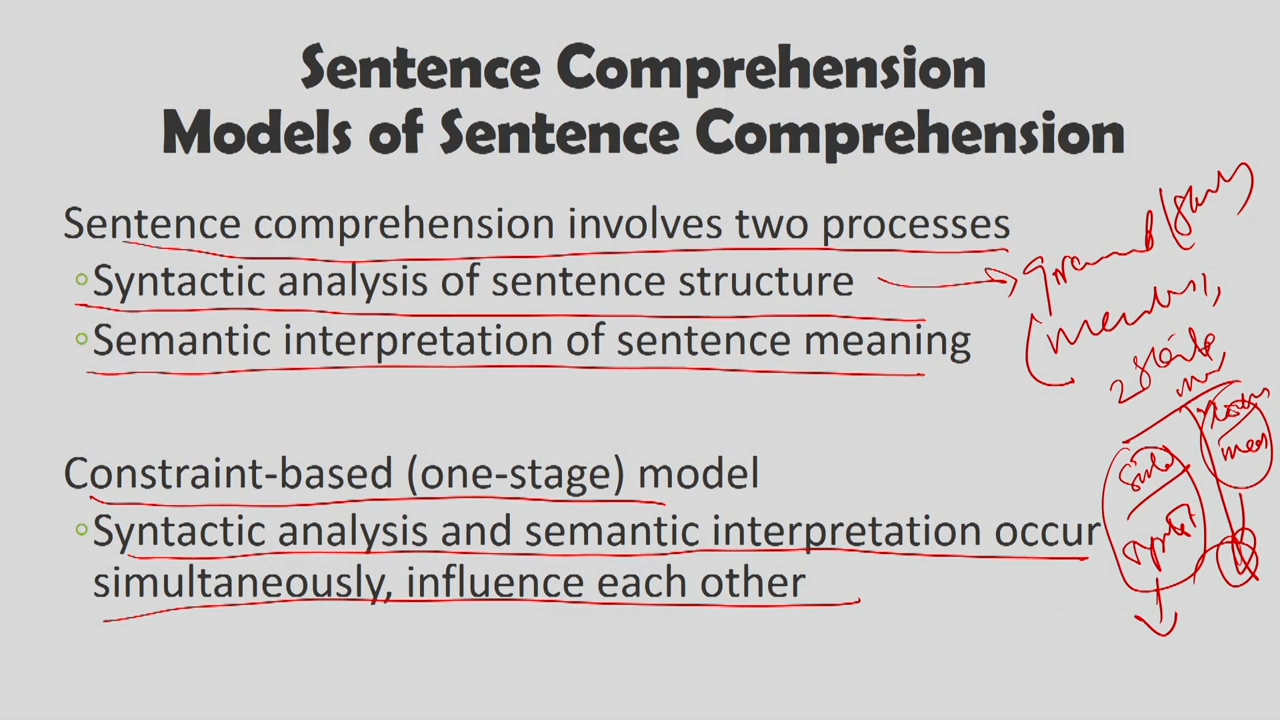 Sentence Comprehension
Models of Sentence Comprehension
Sentence comprehension involves two processes
◦Syntactic analysis of sentence structure
◦Semantic interpretation of sentence meaning
Constraint-based (one-stage) model
◦Syntactic analysis and semantic interpretation occur
simultaneously, influence each other